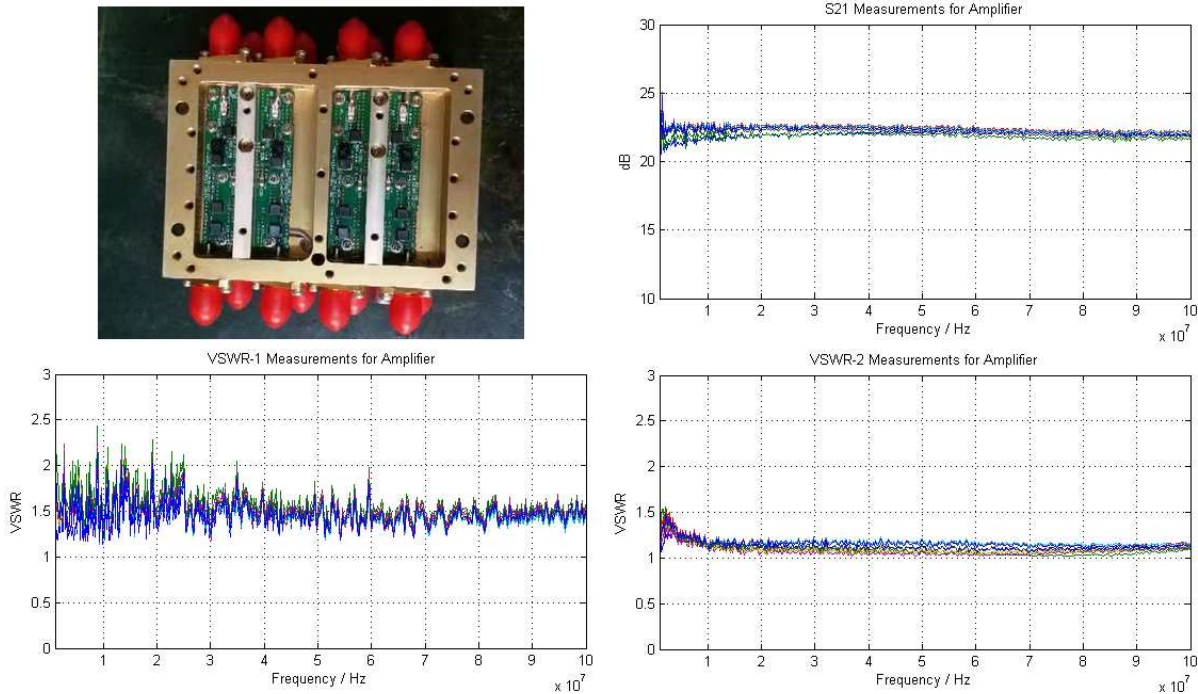 S21 Measurements for Amplifier
30
25
20
15
10
dB
1 2 3 4 5 6 7 8 9 10
Frequency / Hz
x 10^7
VSWR-1 Measurements for Amplifier
3
2.5
2
1.5
1
0.5
0
VSWR
1 2 3 4 5 6 7 8 9 10
Frequency / Hz
x 10^7
VSWR-2 Measurements for Amplifier
3
2.5
2
1.5
1
0.5
0
VSWR
1 2 3 4 5 6 7 8 9 10
Frequency / Hz
x 10^7